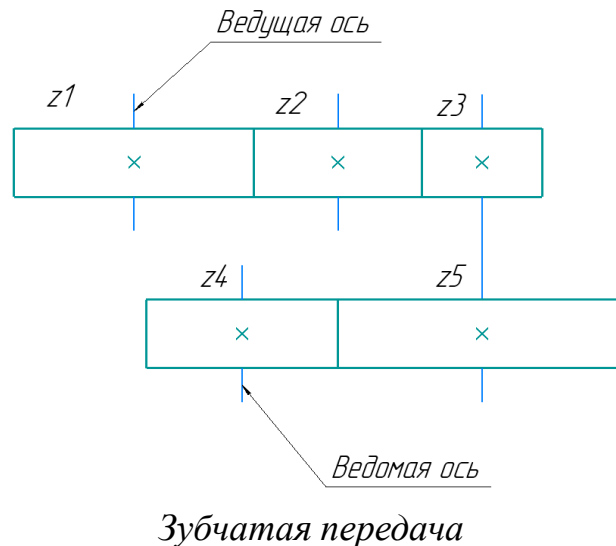 Ведущая ось
z1 z2 z3
z4 z5
Ведомая ось
Зубчатая передача